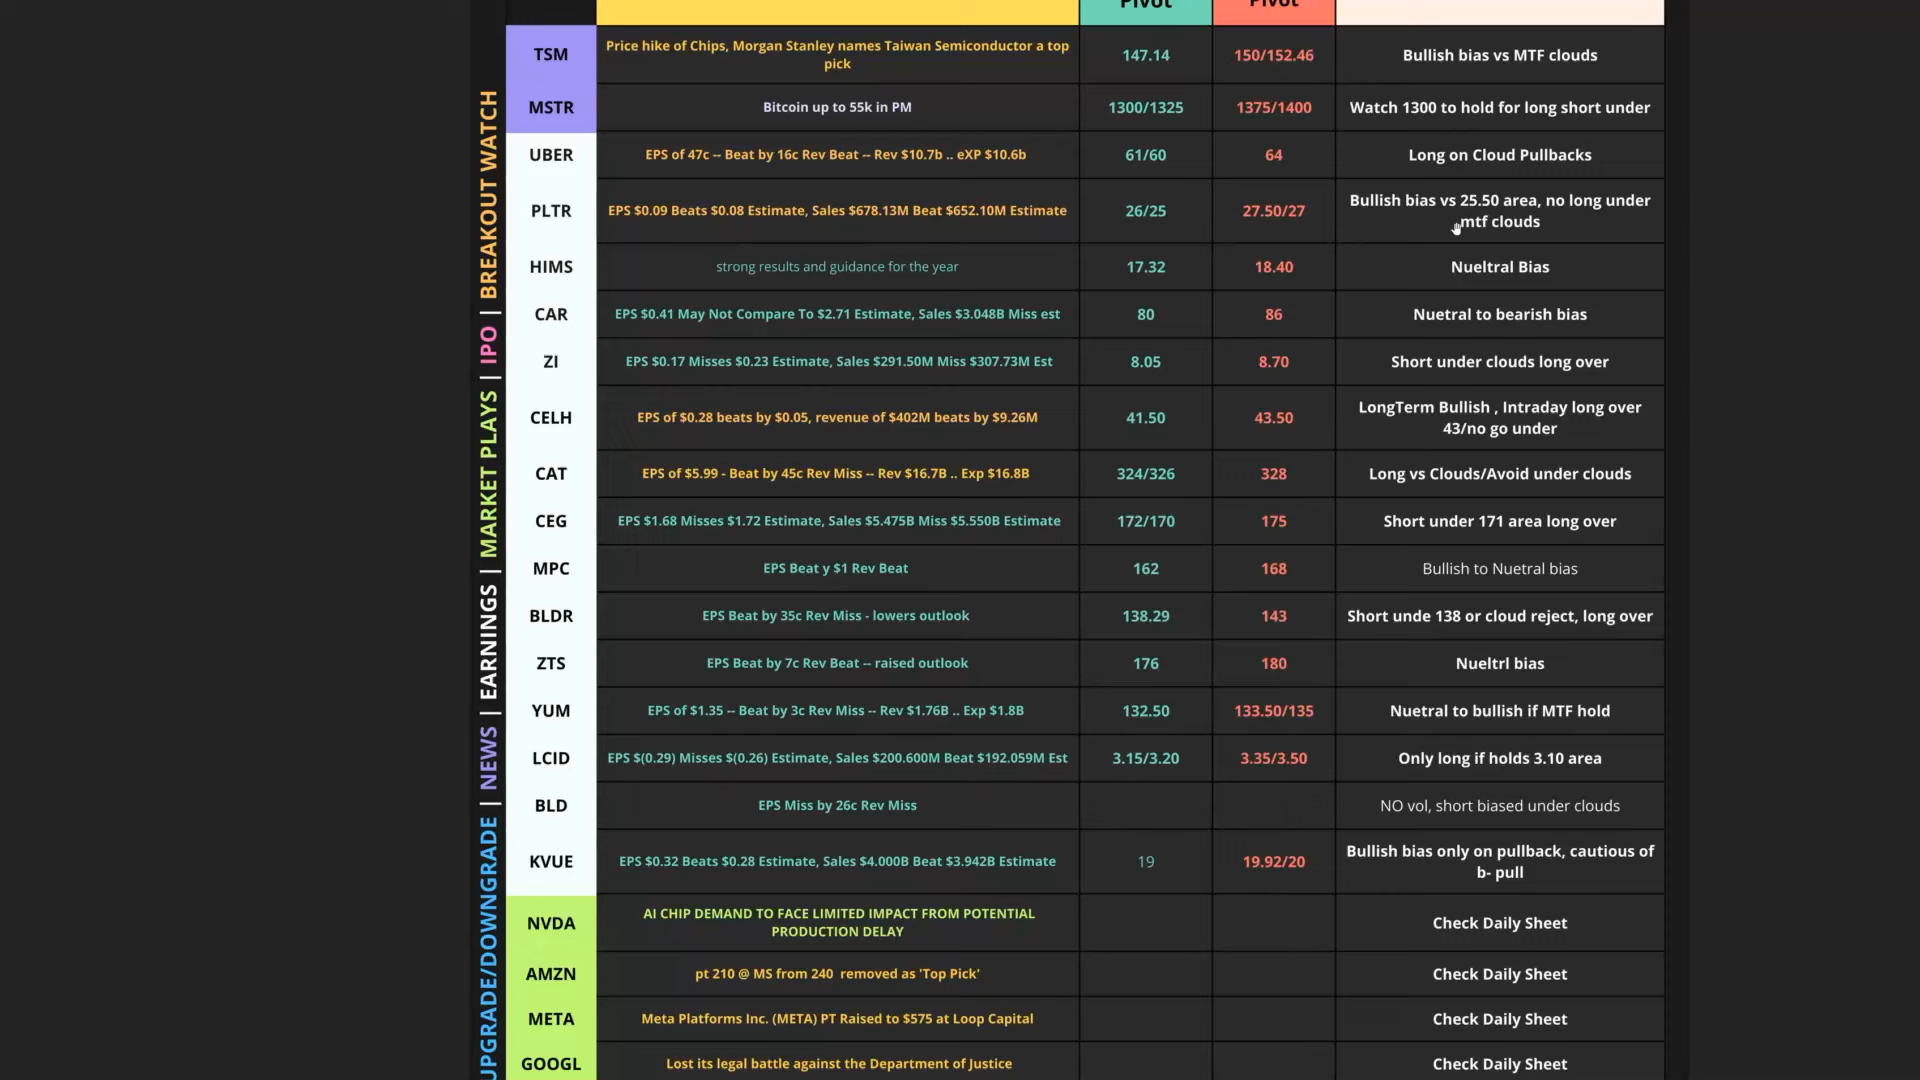 Pivot
Pivot
TSM
Price hike of Chips, Morgan Stanley names Taiwan Semiconductor a top
pick
147.14
150/152.46
Bullish bias vs MTF clouds
MSTR
Bitcoin up to 55k in PM
1300/1325
1375/1400
Watch 1300 to hold for long short under
UBER
EPS of 47c -- Beat by 16c Rev Beat -- Rev $10.7b .. eXP $10.6b
61/60
64
Long on Cloud Pullbacks
PLTR
EPS $0.09 Beats $0.08 Estimate, Sales $678.13M Beat $652.10M Estimate
26/25
27.50/27
Bullish bias vs 25.50 area, no long under
mtf clouds
HIMS
strong results and guidance for the year
17.32
18.40
Nueltral Bias
CAR
EPS $0.41 May Not Compare To $2.71 Estimate, Sales $3.048B Miss est
80
86
Nuetral to bearish bias
ZI
EPS $0.17 Misses $0.23 Estimate, Sales $291.50M Miss $307.73M Est
8.05
8.70
Short under clouds long over
CELH
EPS of $0.28 beats by $0.05, revenue of $402M beats by $9.26M
41.50
43.50
LongTerm Bullish , Intraday long over
43/no go under
CAT
EPS of $5.99 - Beat by 45c Rev Miss -- Rev $16.7B .. Exp $16.8B
324/326
328
Long vs Clouds/Avoid under clouds
CEG
EPS $1.68 Misses $1.72 Estimate, Sales $5.475B Miss $5.550B Estimate
172/170
175
Short under 171 area long over
MPC
EPS Beat y $1 Rev Beat
162
168
Bullish to Nuetral bias
BLDR
EPS Beat by 35c Rev Miss - lowers outlook
138.29
143
Short unde 138 or cloud reject, long over
ZTS
EPS Beat by 7c Rev Beat -- raised outlook
176
180
Nueltrl bias
YUM
EPS of $1.35 -- Beat by 3c Rev Miss -- Rev $1.76B .. Exp $1.8B
132.50
133.50/135
Nuetral to bullish if MTF hold
LCID
EPS $(0.29) Misses $(0.26) Estimate, Sales $200.600M Beat $192.059M Est
3.15/3.20
3.35/3.50
Only long if holds 3.10 area
BLD
EPS Miss by 26c Rev Miss
NO vol, short biased under clouds
KVUE
EPS $0.32 Beats $0.28 Estimate, Sales $4.000B Beat $3.942B Estimate
19
19.92/20
Bullish bias only on pullback, cautious of
b- pull
NVDA
AI CHIP DEMAND TO FACE LIMITED IMPACT FROM POTENTIAL
PRODUCTION DELAY
Check Daily Sheet
AMZN
pt 210 @ MS from 240 removed as 'Top Pick'
Check Daily Sheet
META
Meta Platforms Inc. (META) PT Raised to $575 at Loop Capital
Check Daily Sheet
GOOGL
Lost its legal battle against the Department of Justice
Check Daily Sheet
UPGRADE/DOWNGRADE | NEWS | EARNINGS | MARKET PLAYS | IPO | BREAKOUT WATCH